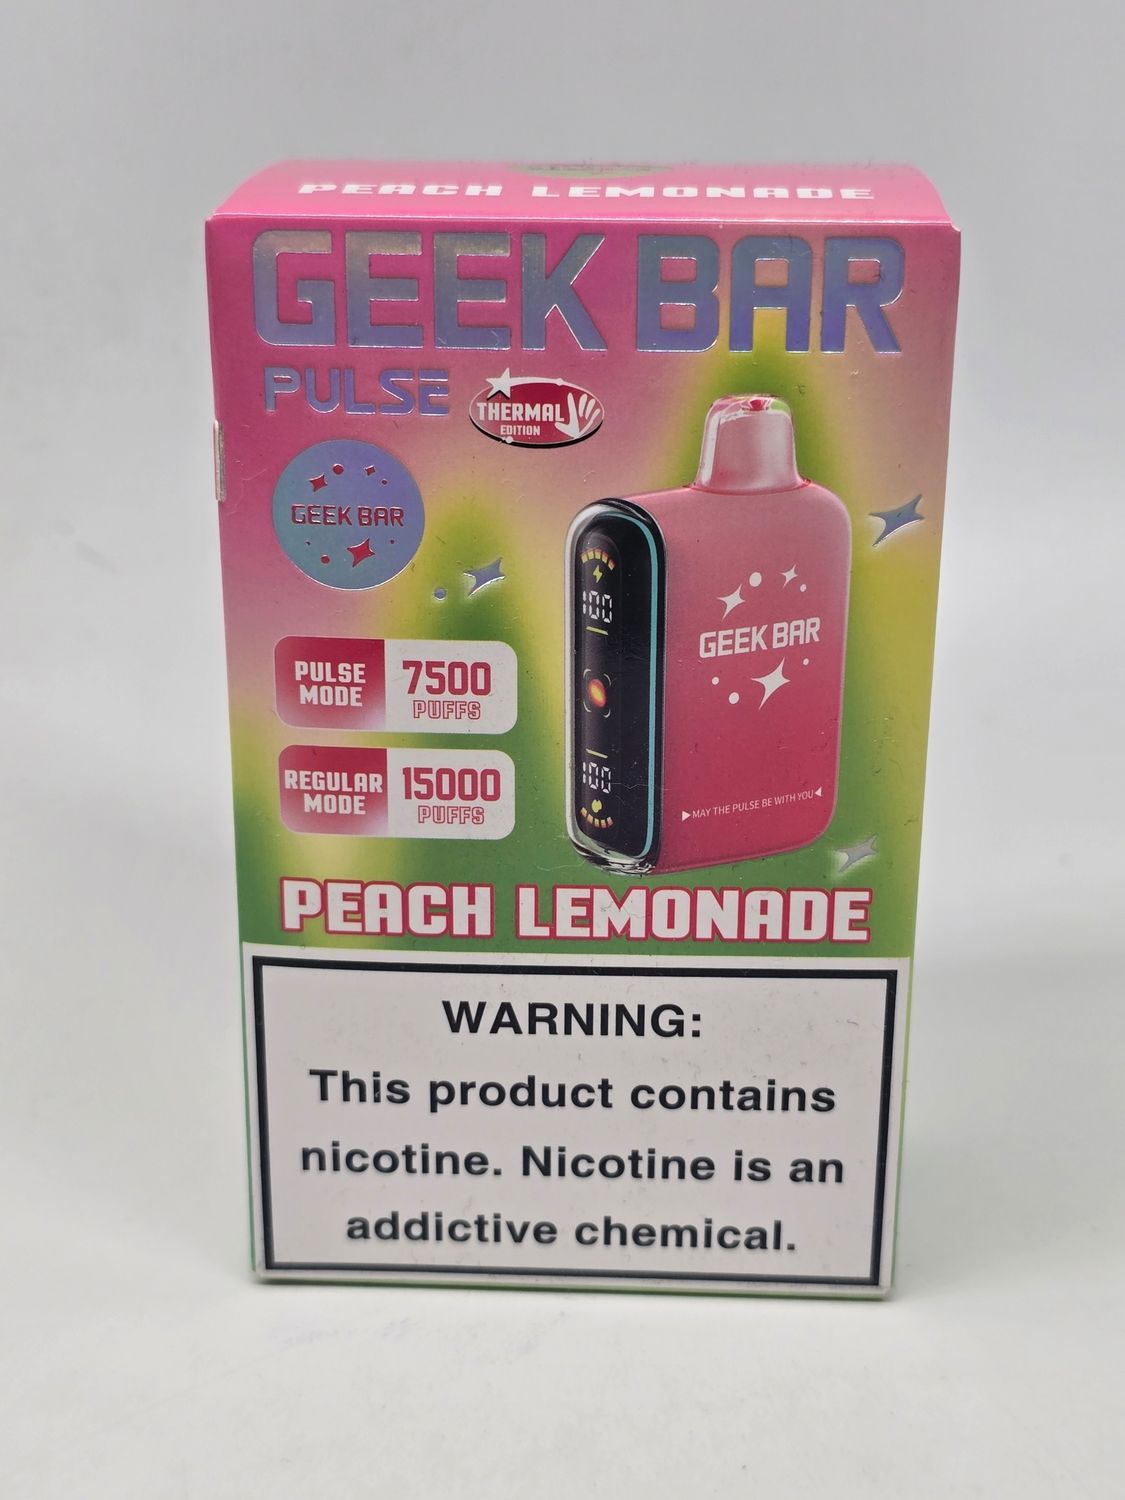 PEACH LEMONADE
GEEK BAR
PULSE
THERMAL
EDITION
GEEK BAR
100
GEEK BAR
PULSE
MODE
7500
PUFFS
REGULAR
MODE
15000
PUFFS
100
MAY THE PULSE BE WITH YOU
PEACH LEMONADE
WARNING:
This product contains
nicotine. Nicotine is an
addictive chemical.